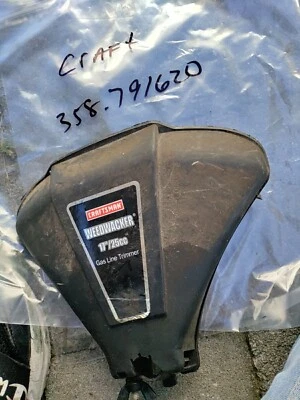 CRAFT
358.791620
CRAFTSMAN
WEEDWACKER
17"/25cc
Gas Line Trimmer